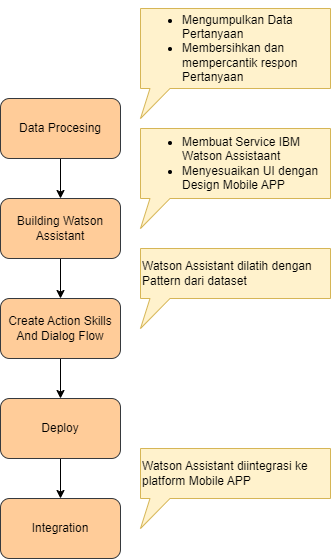 • Mengumpulkan Data
Pertanyaan
• Membersihkan dan
mempercantik respon
Pertanyaan
Data Procesing
• Membuat Service IBM
Watson Assistaant
• Menyesuaikan UI dengan
Design Mobile APP
Building Watson
Assistant
Watson Assistant dilatih dengan
Pattern dari dataset
Create Action Skills
And Dialog Flow
Deploy
Watson Assistant diintegrasi ke
platform Mobile APP
Integration